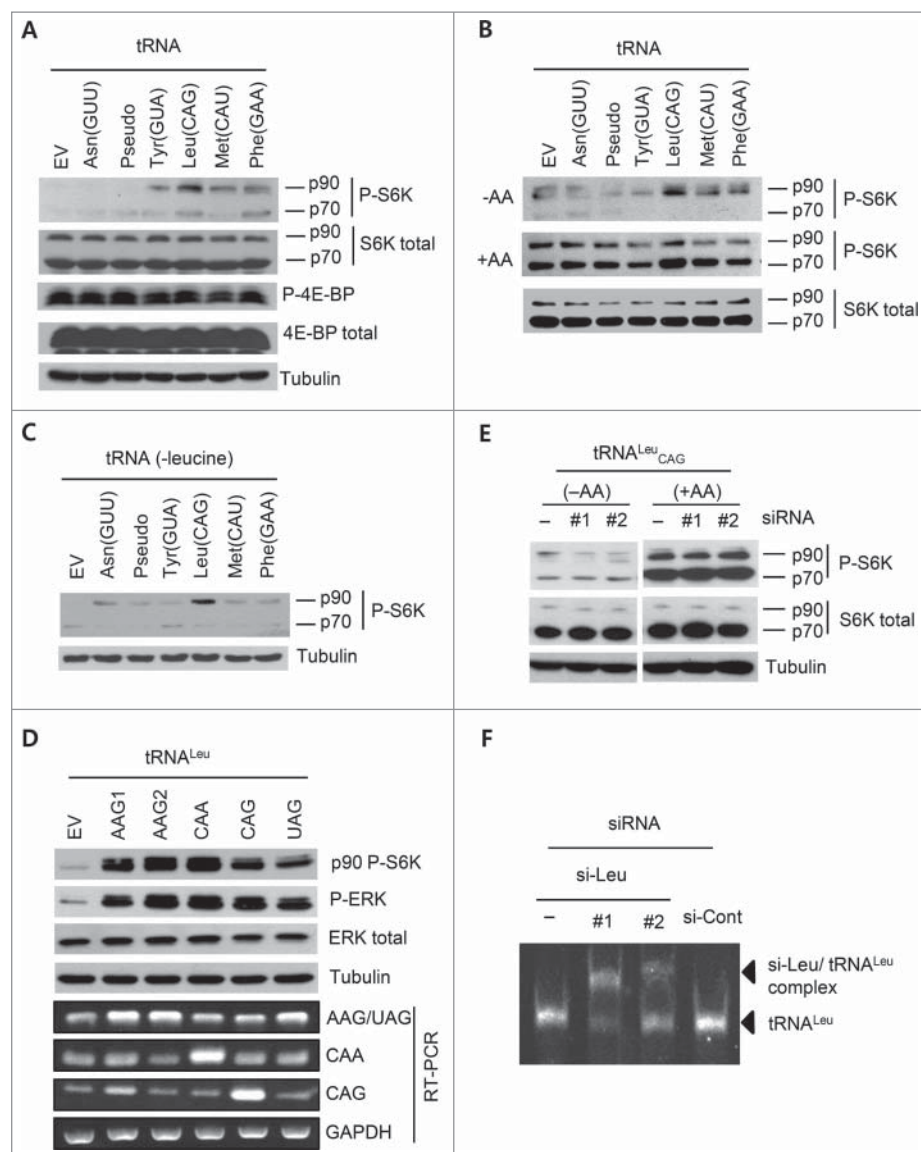 A
tRNA
EV
Asn(GUU)
Pseudo
Tyr(GUA)
Leu(CAG)
Met(CAU)
Phe(GAA)
p90
p70
P-S6K
p90
p70
S6K total
P-4E-BP
4E-BP total
Tubulin
B
tRNA
EV
Asn(GUU)
Pseudo
Tyr(GUA)
Leu(CAG)
Met(CAU)
Phe(GAA)
-AA
p90
p70
P-S6K
+AA
p90
p70
P-S6K
p90
p70
S6K total
C
tRNA (-leucine)
EV
Asn(GUU)
Pseudo
Tyr(GUA)
Leu(CAG)
Met(CAU)
Phe(GAA)
p90
p70
P-S6K
Tubulin
E
tRNALeuCAG
(–AA) (+AA)
– #1 #2 siRNA – #1 #2
p90
p70
P-S6K
p90
p70
S6K total
Tubulin
D
tRNALeu
EV
AAG1
AAG2
CAA
CAG
UAG
p90 P-S6K
P-ERK
ERK total
Tubulin
AAG/UAG
CAA
CAG
GAPDH
RT-PCR
F
siRNA
si-Leu
– #1 #2 si-Cont
si-Leu/ tRNALeu
complex
tRNALeu